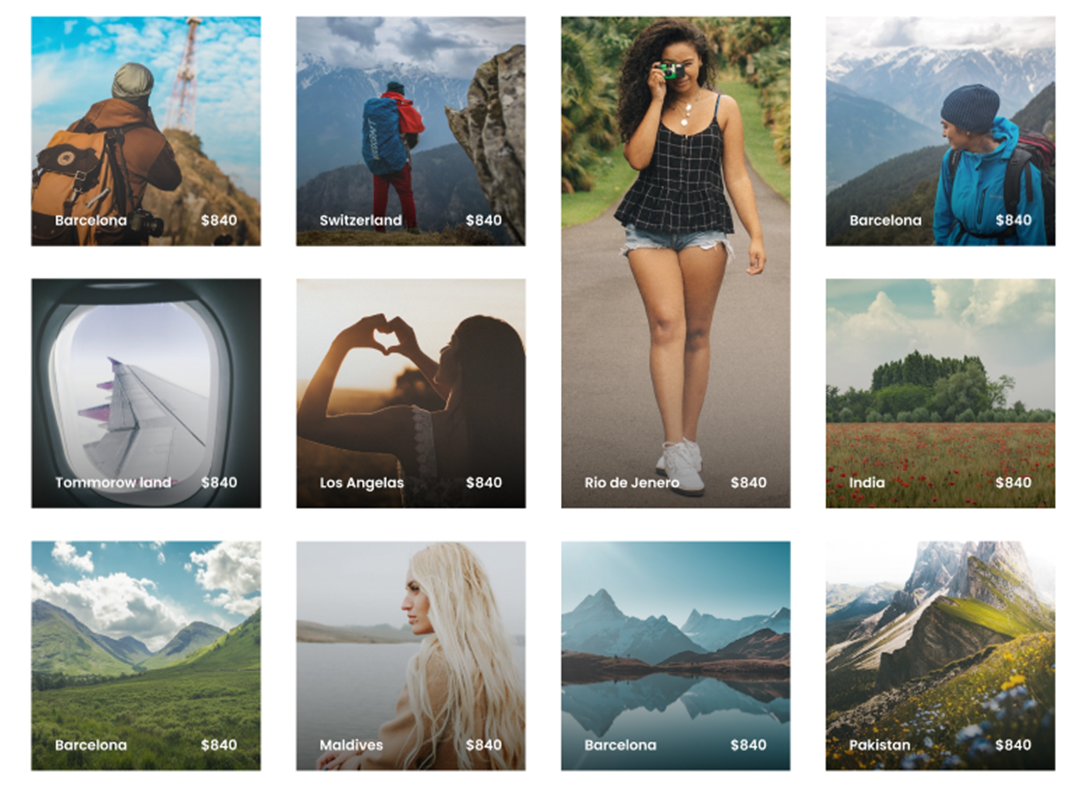 Barcelona $840
Switzerland $840
Barcelona $840
Tommorow land $840
Los Angelas $840
Rio de Jenero $840
India $840
Barcelona $840
Maldives $840
Barcelona $840
Pakistan $840